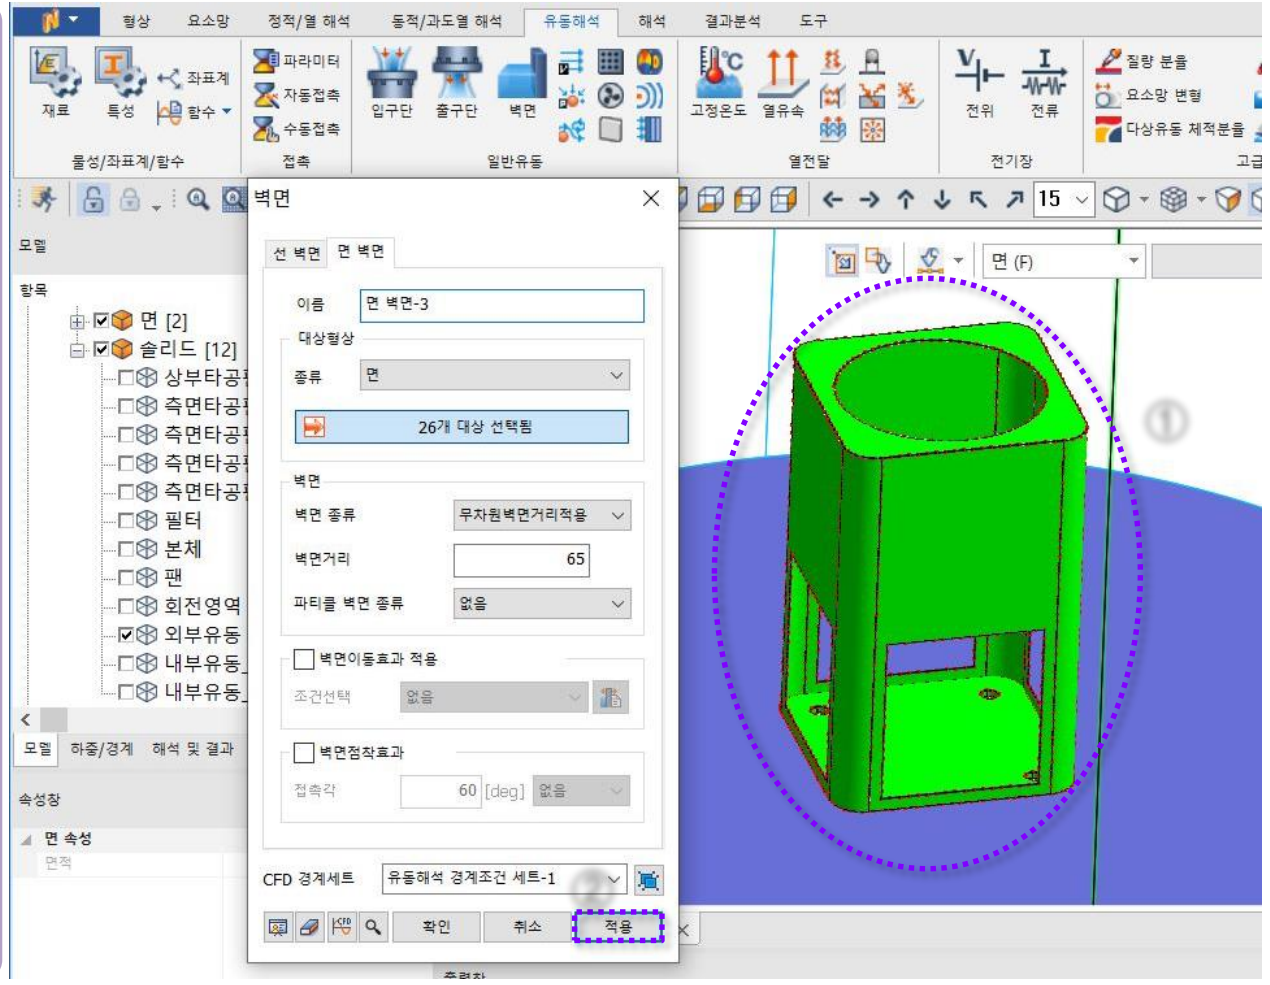 형상 요소망 정적/열 해석 동적/과도열 해석 유동해석 해석 결과분석 도구
재료 특성 좌표계 함수
물성/좌표계/함수
파라미터
자동접촉
수동접촉
접촉
입구단 출구단 벽면
일반유동
고정온도 열유속
열전달
전위 전류
전기장
질량 분율
요소망 변형
다상유동 체적분율
고급
15
면 (F)
모델
항목
면 [2]
솔리드 [12]
상부타공
측면타공
측면타공
측면타공
측면타공
필터
본체
팬
회전영역
외부유동
내부유동_
내부유동_
모델 하중/경계 해석 및 결과
속성창
면 속성
면적
벽면
선 벽면 면 벽면
이름 면 벽면-3
대상형상
종류 면
26개 대상 선택됨
벽면
벽면 종류 무차원벽면거리적용
벽면거리 65
파티클 벽면 종류 없음
벽면이동효과 적용
조건선택 없음
벽면점착효과
접촉각 60 [deg] 없음
CFD 경계세트 유동해석 경계조건 세트-1
확인 취소 적용
①
②